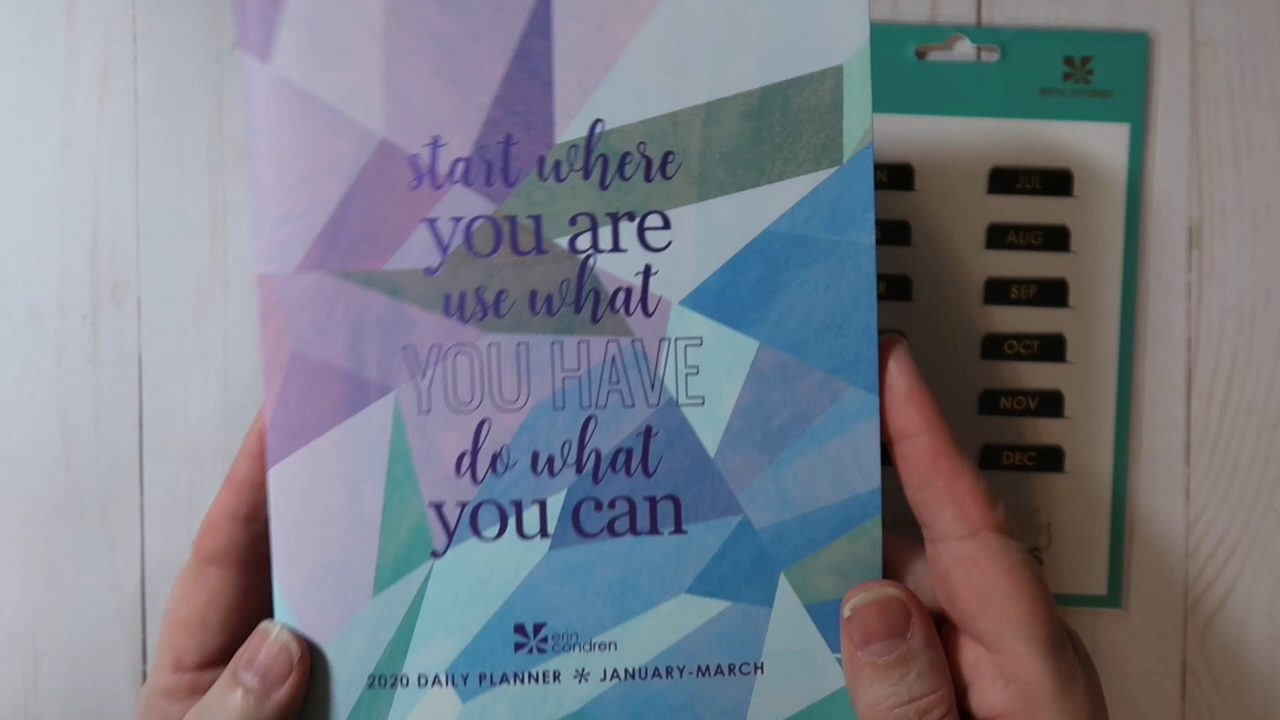 start where
you are
use what
YOU HAVE
do what
you can
erin
condren
2020 DAILY PLANNER ✻ JANUARY-MARCH
erincondren
JUL
AUG
SEP
OCT
NOV
DEC